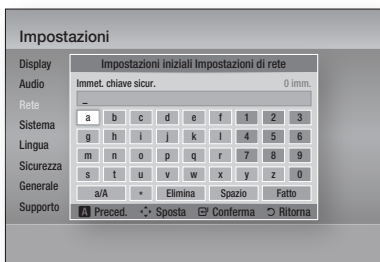 Impostazioni
Display
Audio
Rete
Sistema
Lingua
Sicurezza
Generale
Supporto
Impostazioni iniziali Impostazioni di rete
Immet. chiave sicur. 0 imm.
_
a b c d e f 1 2 3
g h i j k l 4 5 6
m n o p q r 7 8 9
s t u v w x y z 0
a/A * Elimina Spazio Fatto
A Preced. Sposta Conferma Ritorna